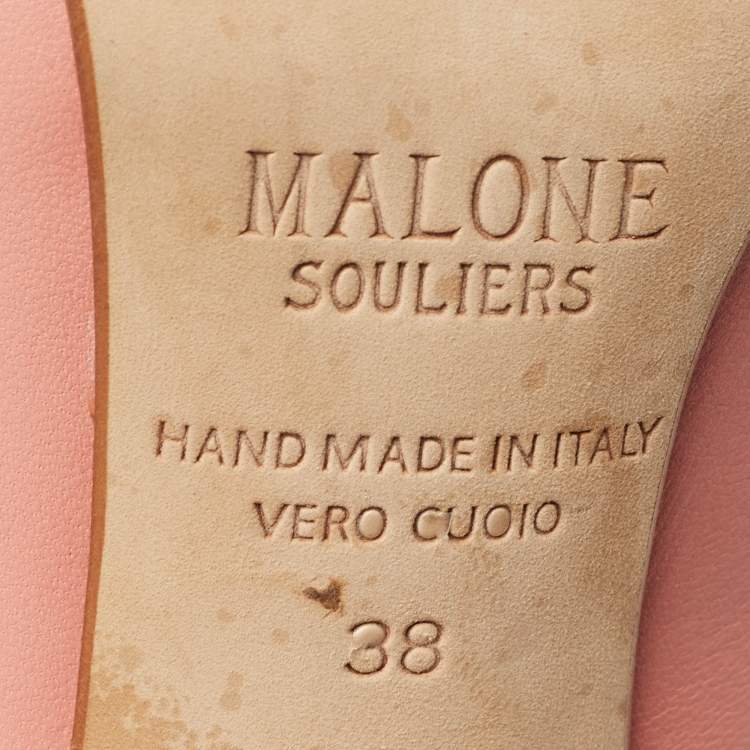 MALONE
SOULIERS
HAND MADE IN ITALY
VERO CUOIO
38